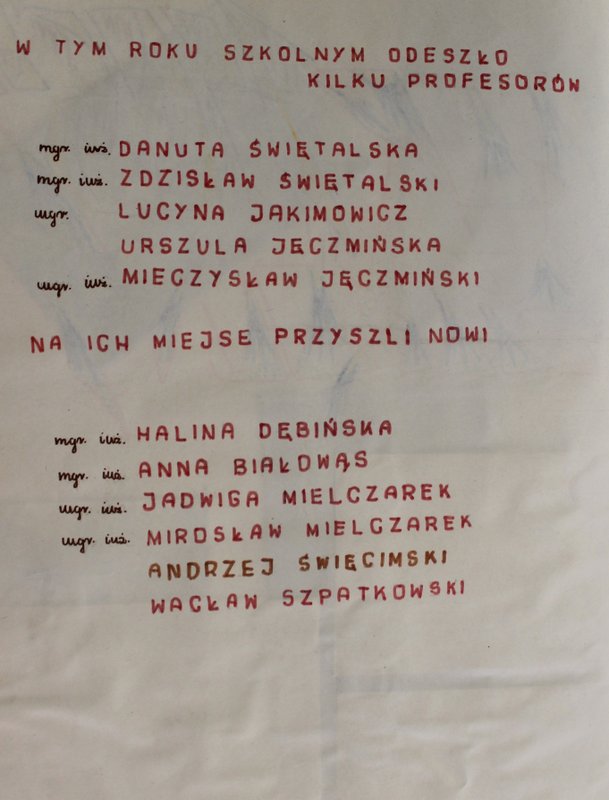 W TYM ROKU SZKOLNYM ODESZŁO
KILKU PROFESORÓW
mgr. inż. DANUTA ŚWIĘTALSKA
mgr. inż. ZDZISŁAW ŚWIĘTALSKI
mgr. LUCYNA JAKIMOWICZ
URSZULA JĘCZMIŃSKA
mgr. inż. MIECZYSŁAW JĘCZMIŃSKI
NA ICH MIEJSE PRZYSZLI NOWI
mgr. inż. HALINA DĘBIŃSKA
mgr. inż. ANNA BIAŁOWĄS
mgr. inż. JADWIGA MIELCZAREK
mgr. inż. MIROSŁAW MIELCZAREK
ANDRZEJ ŚWIĘCIMSKI
WACŁAW SZPATKOWSKI